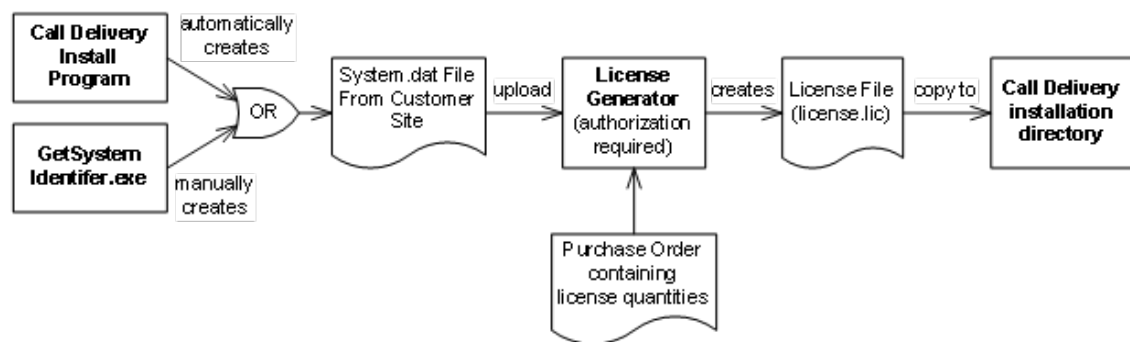 Call Delivery
Install
Program
automatically
creates
GetSystem
Identifer.exe
manually
creates
OR
System.dat File
From Customer
Site
upload
License
Generator
(authorization
required)
Purchase Order
containing
license quantities
creates
License File
(license.lic)
copy to
Call Delivery
installation
directory